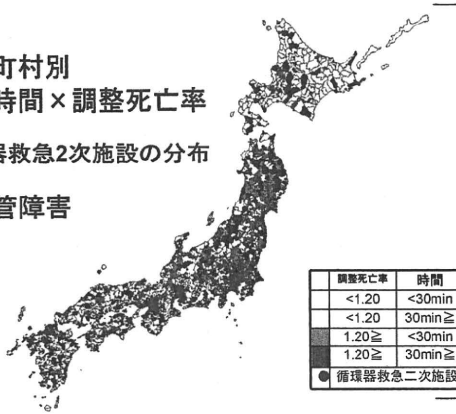 町村別
時間×調整死亡率
器救急2次施設の分布
管障害
調整死亡率 時間
<1.20 <30min
<1.20 30min≧
1.20≧ <30min
1.20≧ 30min≧
循環器救急二次施設